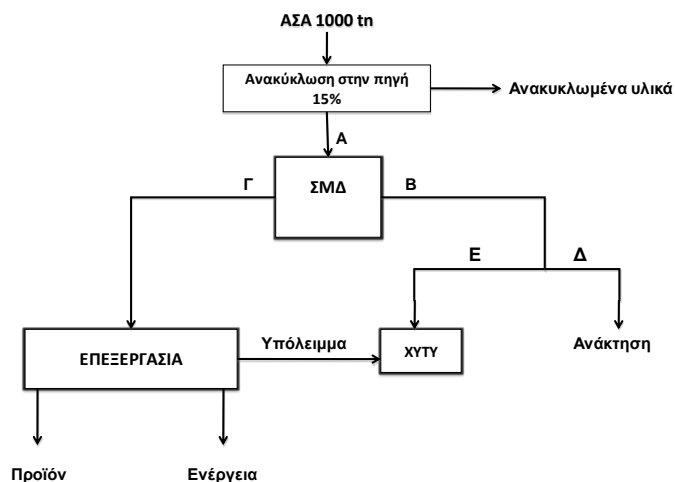 ΑΣΑ 1000 tn
Ανακύκλωση στην πηγή
15%
Ανακυκλωμένα υλικά
Α
Γ
ΣΜΔ
Β
Ε
Δ
ΕΠΕΞΕΡΓΑΣΙΑ
Υπόλειμμα
ΧΥΤΥ
Ανάκτηση
Προϊόν
Ενέργεια